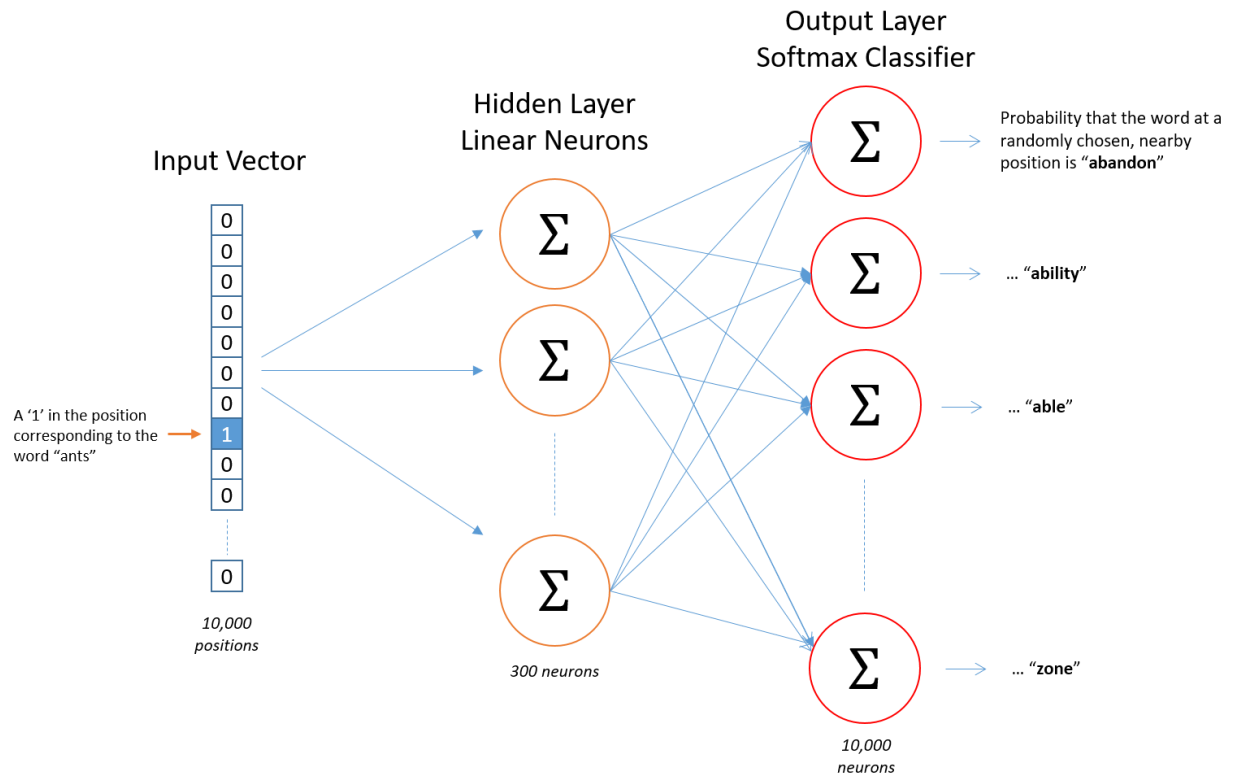 Output Layer
Softmax Classifier
Hidden Layer
Linear Neurons
Input Vector
0
0
0
0
0
0
0
1
0
0
0
A ‘1’ in the position
corresponding to the
word “ants”
10,000
positions
Σ
Σ
Σ
300 neurons
Σ
Σ
Σ
Σ
10,000
neurons
Probability that the word at a
randomly chosen, nearby
position is “abandon”
... “ability”
... “able”
... “zone”